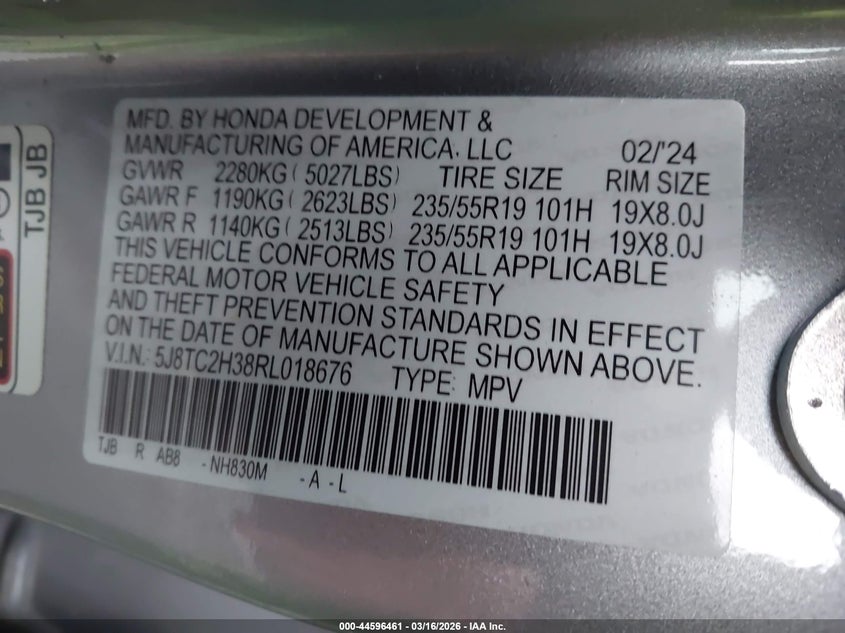 MFD. BY HONDA DEVELOPMENT &
MANUFACTURING OF AMERICA, LLC 02/'24
GVWR 2280KG ( 5027LBS) TIRE SIZE RIM SIZE
GAWR F 1190KG ( 2623LBS) 235/55R19 101H 19X8.0J
GAWR R 1140KG ( 2513LBS) 235/55R19 101H 19X8.0J
THIS VEHICLE CONFORMS TO ALL APPLICABLE
FEDERAL MOTOR VEHICLE SAFETY
AND THEFT PREVENTION STANDARDS IN EFFECT
ON THE DATE OF MANUFACTURE SHOWN ABOVE.
V.I.N.: 5J8TC2H38RL018676 TYPE: MPV
TJB R AB8 -NH830M -A -L
TJB JB
000-44596461 - 03/16/2026 - IAA Inc.